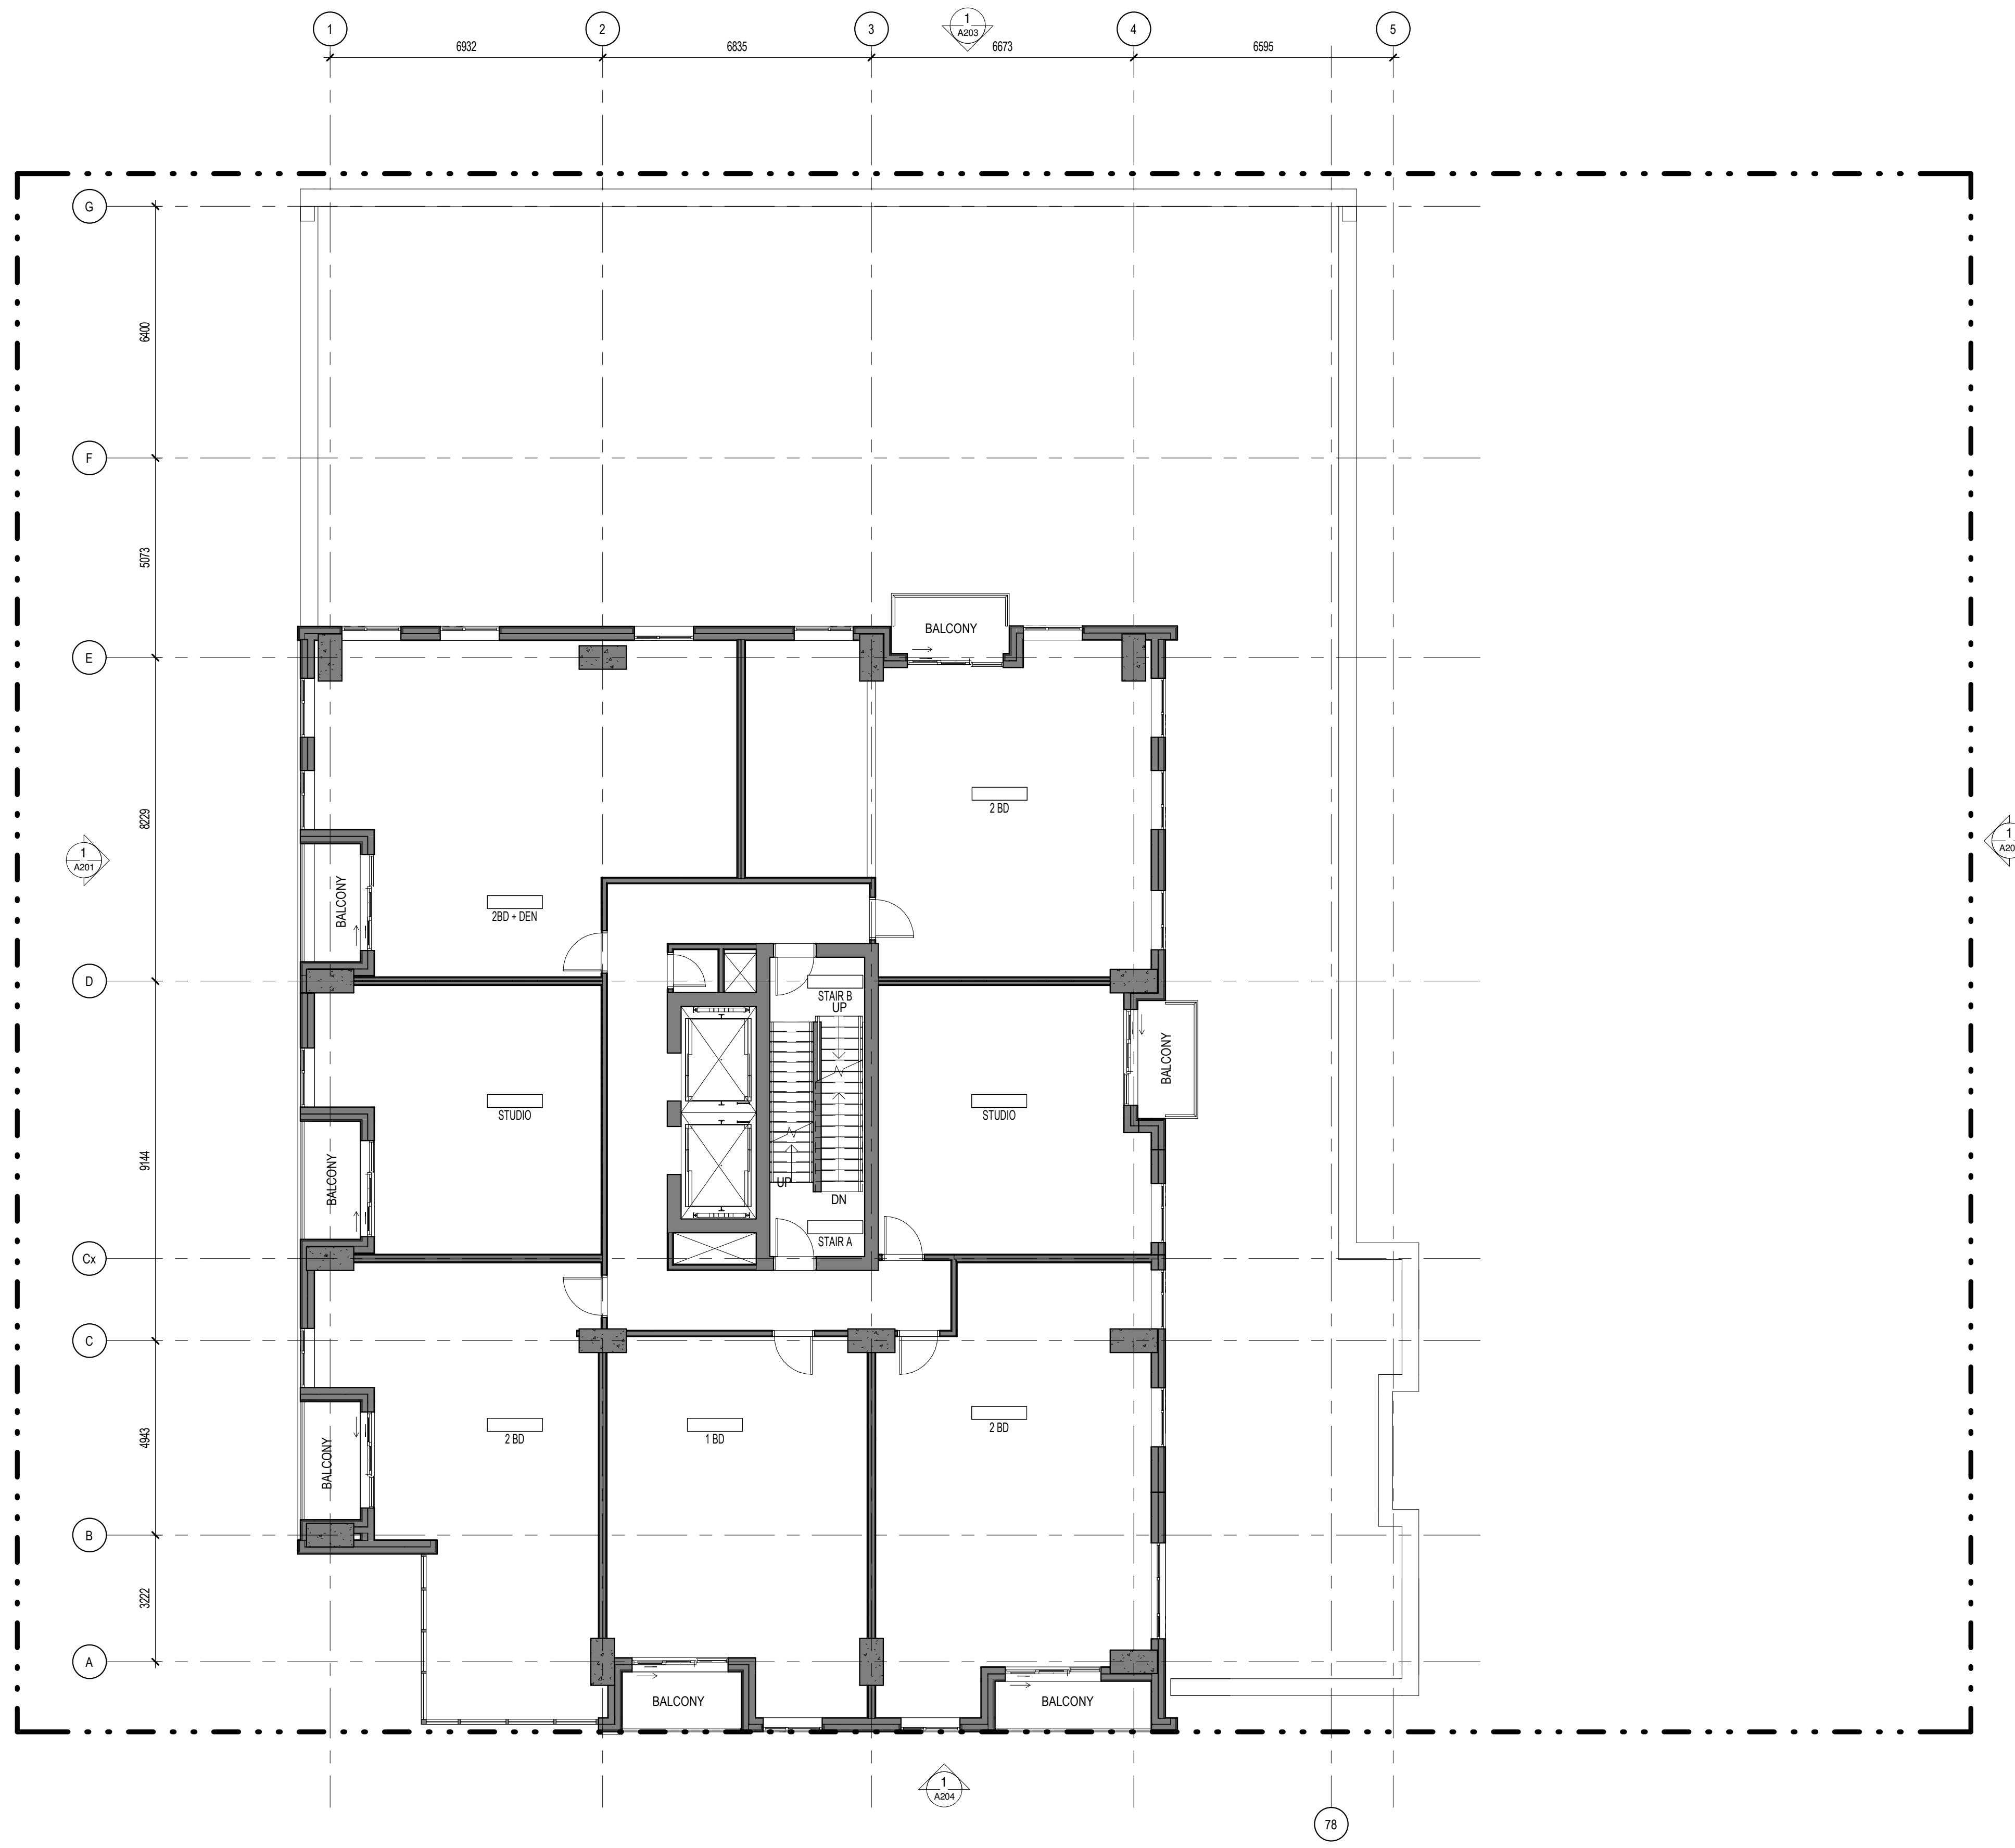 1 2 3 1 4 5
A203
6932 6835 6673 6595
G
6400
F
5073
BALCONY
E
2 BD
8229
1
A201
1
BALCONY
2BD + DEN
D
STAIR B
UP
BALCONY
STUDIO
STUDIO
9144
BALCONY
UP
DN
STAIR A
Cx
C
2 BD
1 BD
2 BD
4943
BALCONY
B
3222
A
BALCONY
BALCONY
1
A204
78